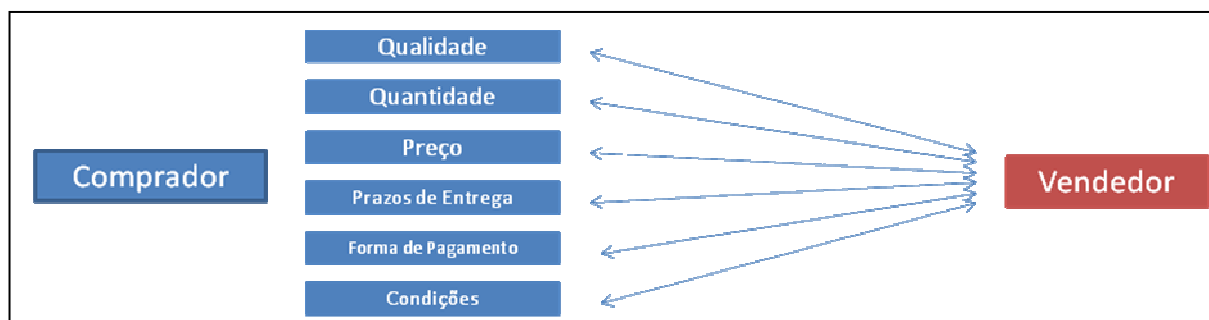 Comprador
Qualidade
Quantidade
Preço
Prazos de Entrega
Forma de Pagamento
Condições
Vendedor